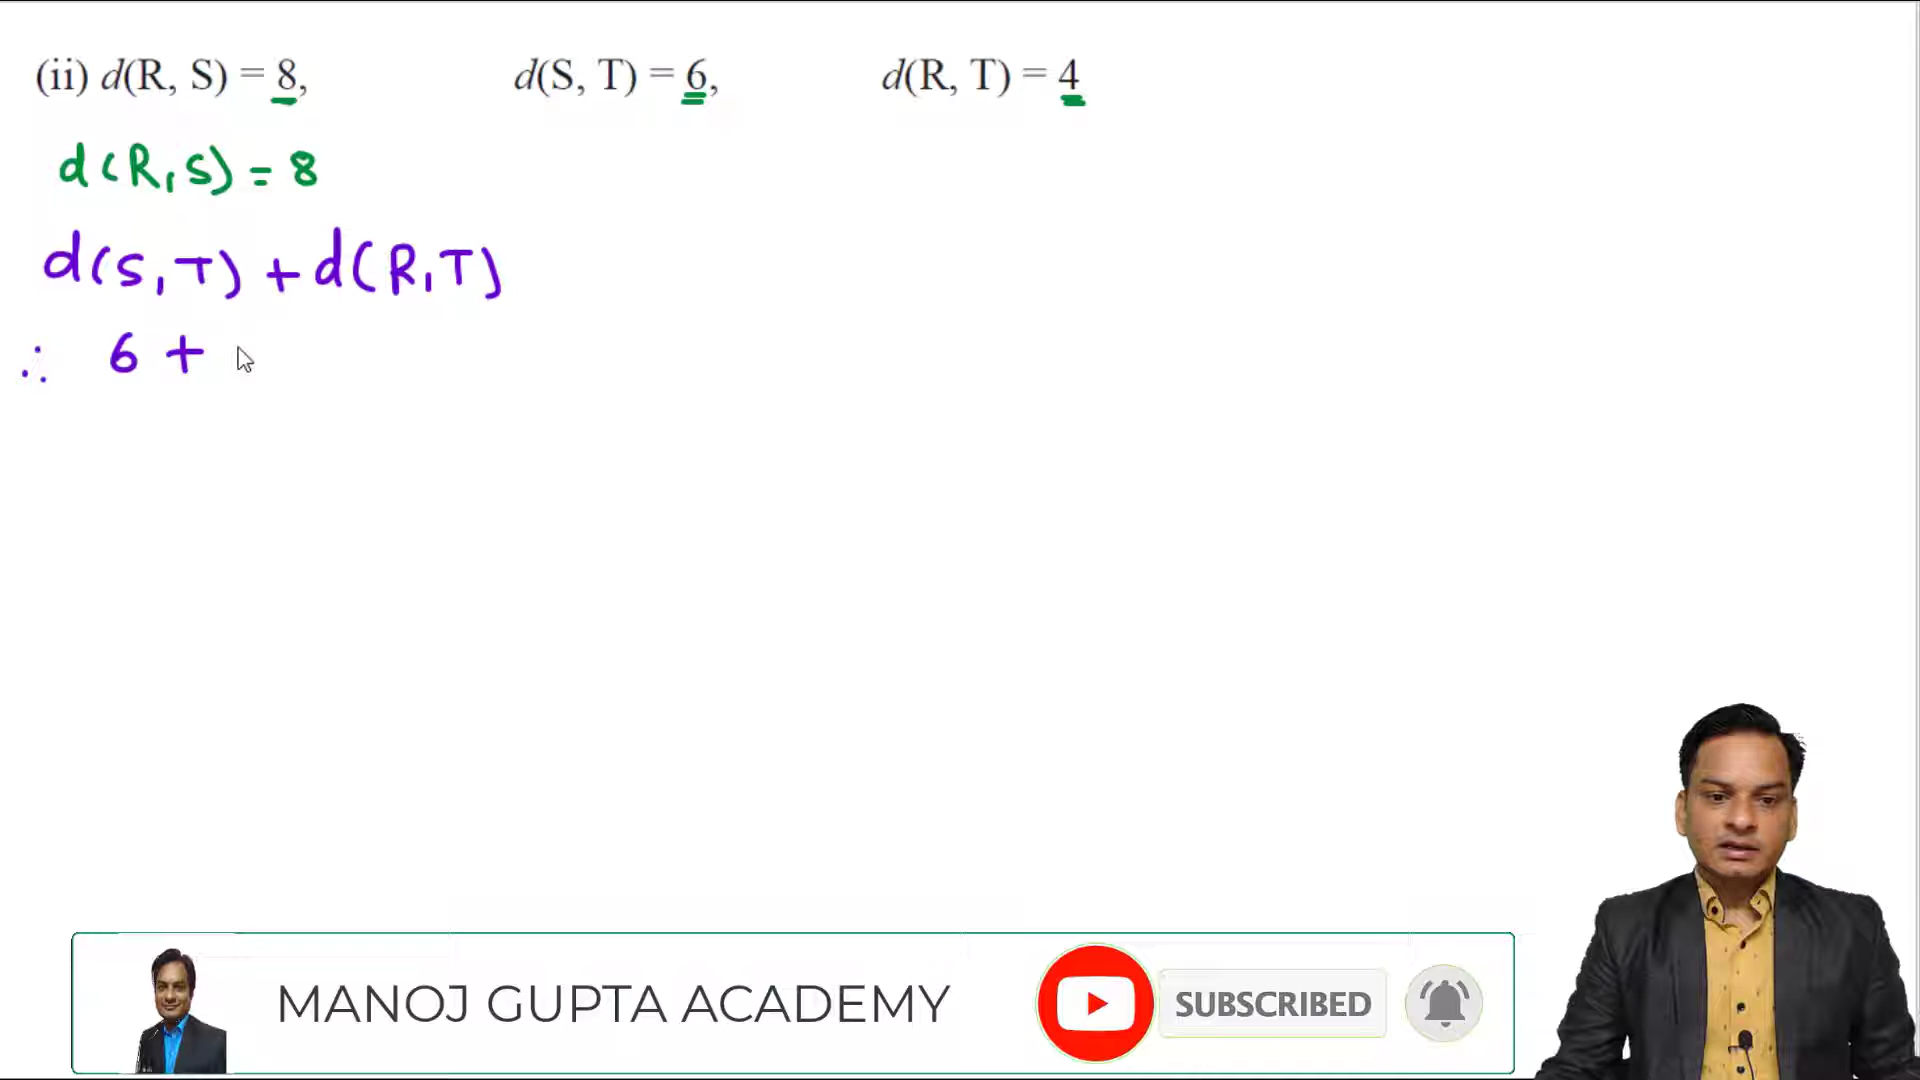 (ii) d(R, S) = 8, d(S, T) = 6, d(R, T) = 4
d(R,S) = 8
d(S,T) + d(R,T)
∴ 6 +
MANOJ GUPTA ACADEMY
SUBSCRIBED